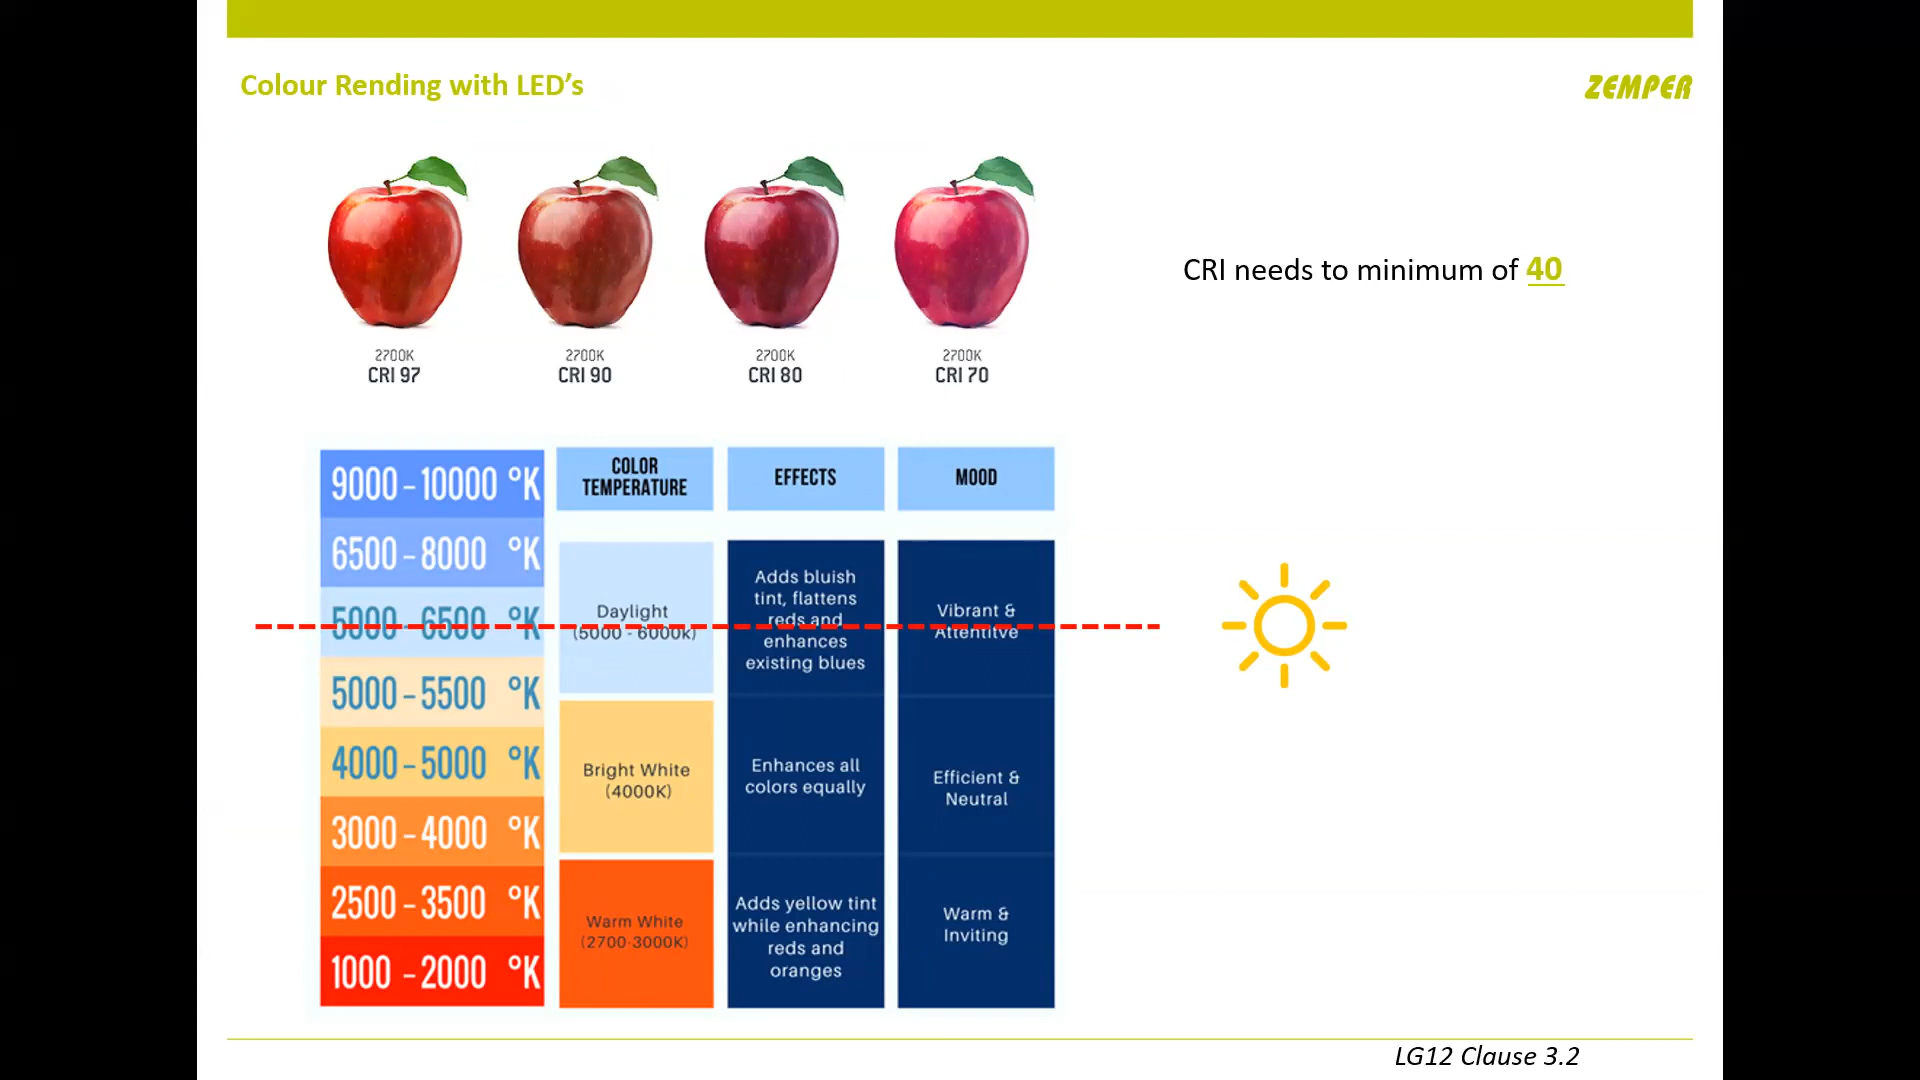 Colour Rending with LED's
ZEMPER
2700K
CRI 97
2700K
CRI 90
2700K
CRI 80
2700K
CRI 70
CRI needs to minimum of 40
9000 – 10000 °K
6500 – 8000 °K
5000 – 6500 °K
5000 – 5500 °K
4000 – 5000 °K
3000 – 4000 °K
2500 – 3500 °K
1000 – 2000 °K
COLOR
TEMPERATURE
EFFECTS
MOOD
Daylight
(5000 - 6000k)
Adds bluish
tint, flattens
reds and
enhances
existing blues
Vibrant &
Attentitve
Bright White
(4000K)
Enhances all
colors equally
Efficient &
Neutral
Warm White
(2700-3000K)
Adds yellow tint
while enhancing
reds and
oranges
Warm &
Inviting
LG12 Clause 3.2